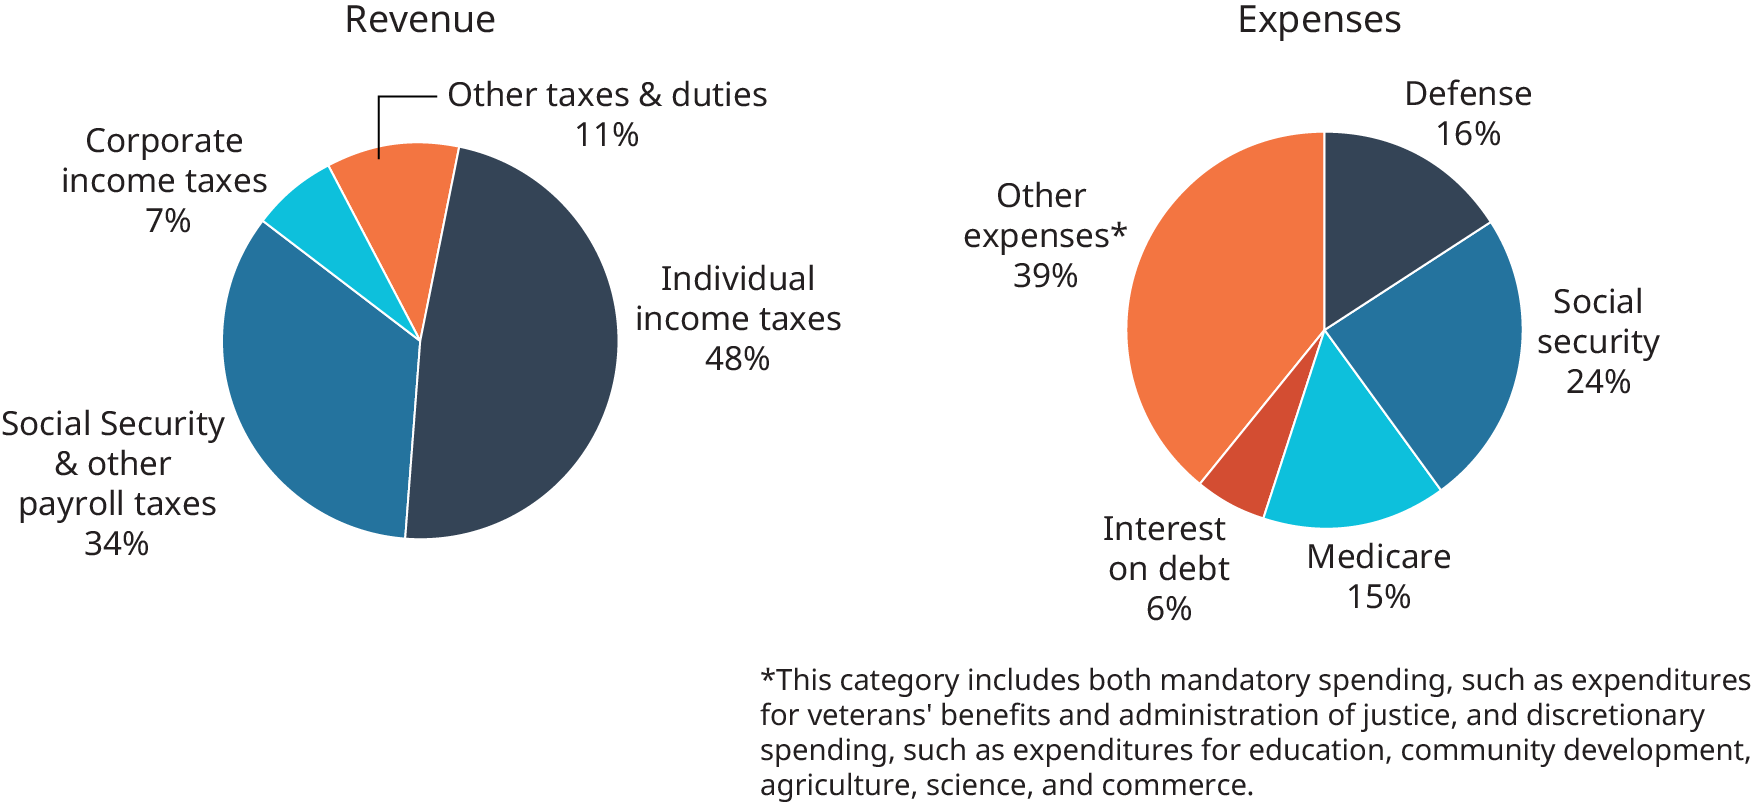 Revenue
Other taxes & duties
11%
Corporate
income taxes
7%
Individual
income taxes
48%
Social Security
& other
payroll taxes
34%
Expenses
Defense
16%
Other
expenses*
39%
Social
security
24%
Interest
on debt
6%
Medicare
15%
*This category includes both mandatory spending, such as expenditures
for veterans' benefits and administration of justice, and discretionary
spending, such as expenditures for education, community development,
agriculture, science, and commerce.